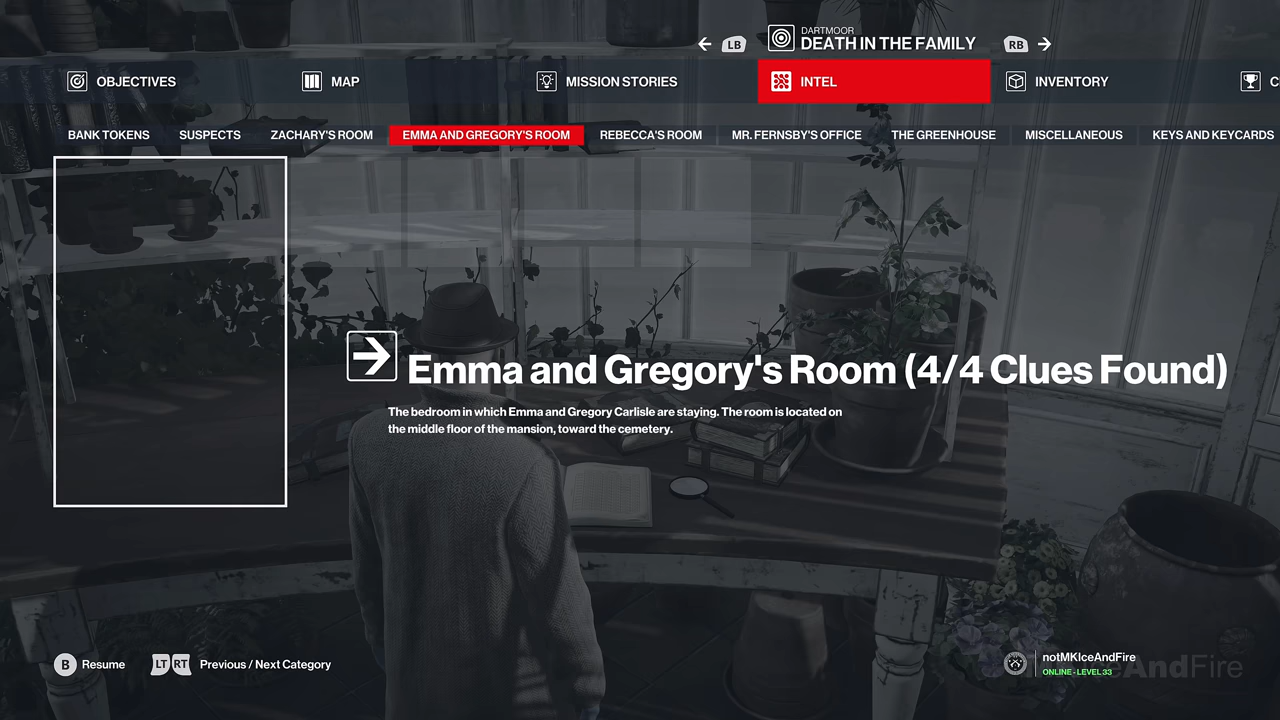 LB
DARTMOOR
DEATH IN THE FAMILY
RB
OBJECTIVES
MAP
MISSION STORIES
INTEL
INVENTORY
C
BANK TOKENS
SUSPECTS
ZACHARY'S ROOM
EMMA AND GREGORY'S ROOM
REBECCA'S ROOM
MR. FERNSBY'S OFFICE
THE GREENHOUSE
MISCELLANEOUS
KEYS AND KEYCARDS
Emma and Gregory's Room (4/4 Clues Found)
The bedroom in which Emma and Gregory Carlisle are staying. The room is located on
the middle floor of the mansion, toward the cemetery.
B Resume
LT RT Previous / Next Category
notMKIceAndFire
ONLINE - LEVEL 33
AndFire